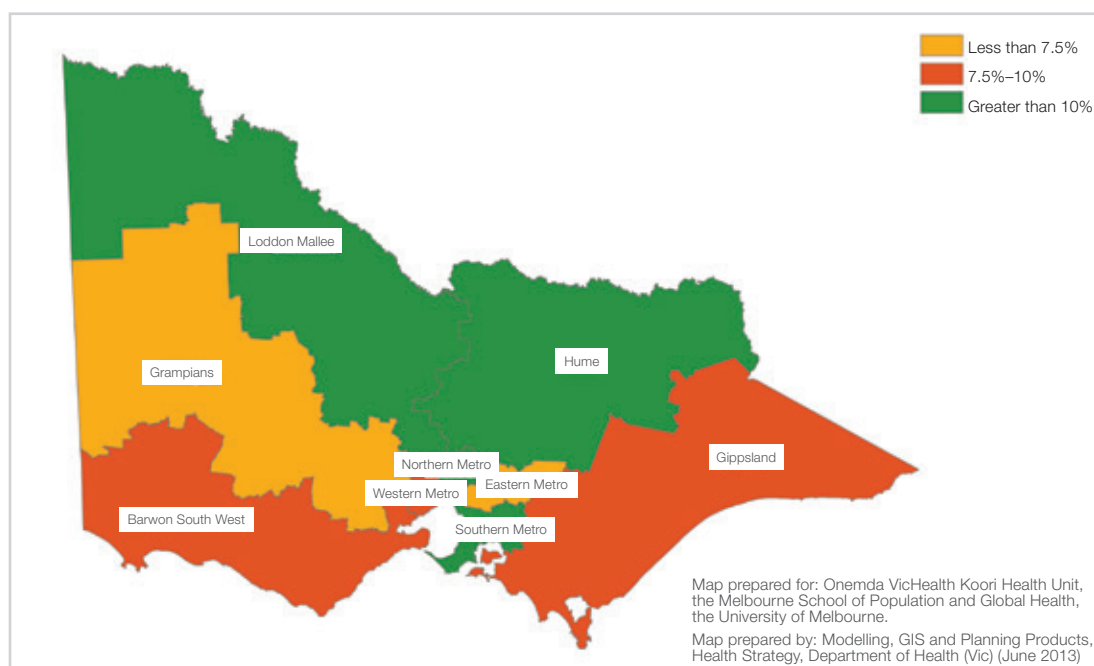 Less than 7.5%
7.5%–10%
Greater than 10%
Loddon Mallee
Grampians
Hume
Northern Metro
Gippsland
Eastern Metro
Western Metro
Barwon South West
Southern Metro
Map prepared for: Onemda VicHealth Koori Health Unit,
the Melbourne School of Population and Global Health,
the University of Melbourne.
Map prepared by: Modelling, GIS and Planning Products,
Health Strategy, Department of Health (Vic) (June 2013)